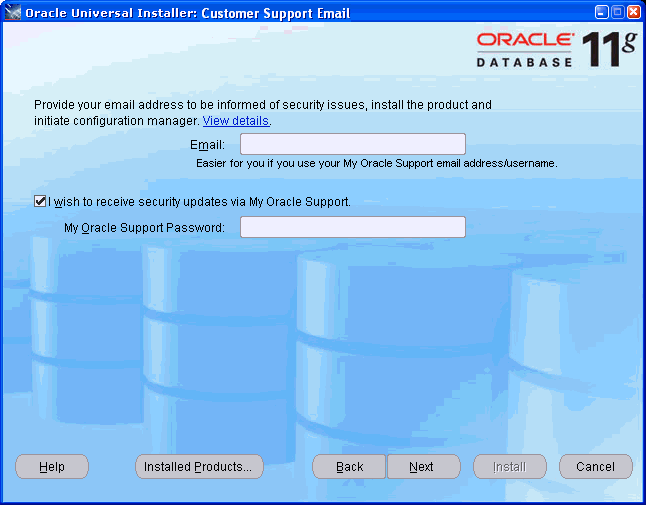 Oracle Universal Installer: Customer Support Email
ORACLE
DATABASE 11g
Provide your email address to be informed of security issues, install the product and
initiate configuration manager. View details.
Email:
Easier for you if you use your My Oracle Support email address/username.
I wish to receive security updates via My Oracle Support.
My Oracle Support Password:
Help Installed Products... Back Next Install Cancel